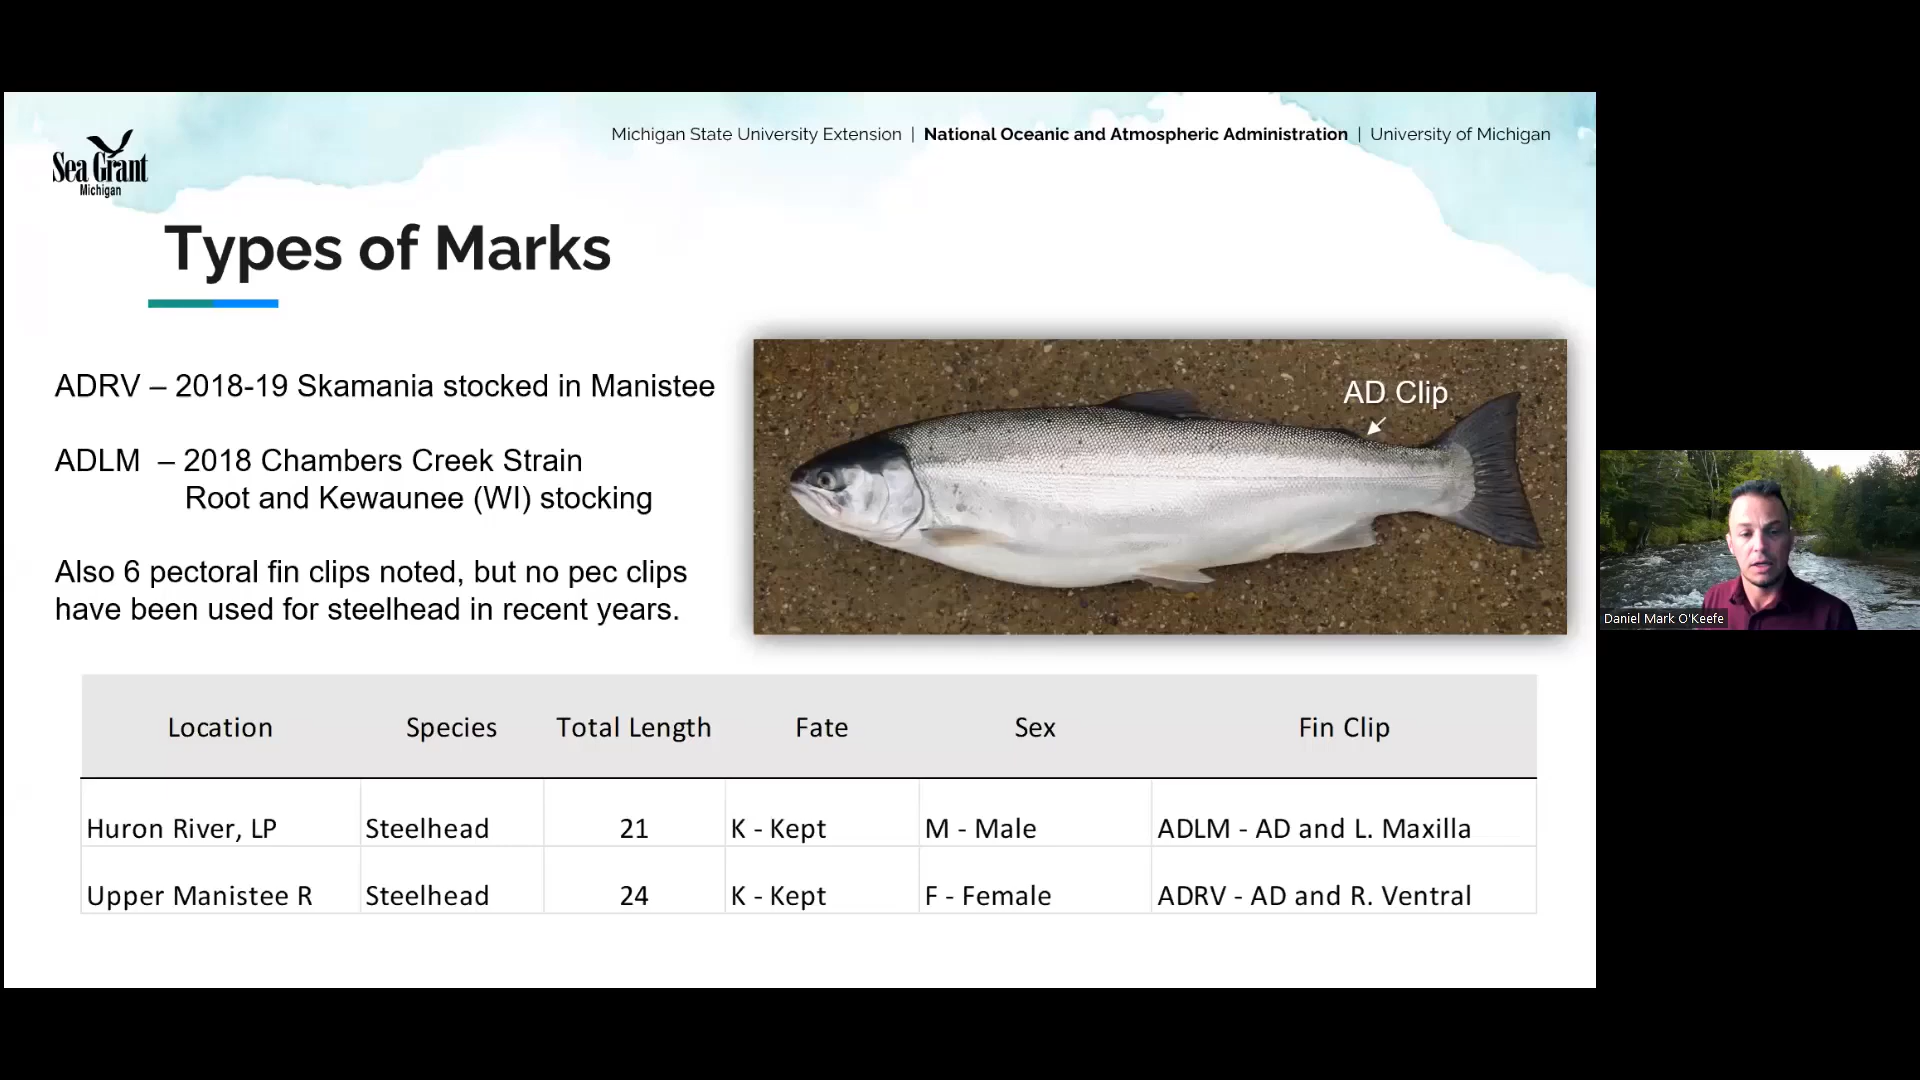 Sea Grant
Michigan
Michigan State University Extension | National Oceanic and Atmospheric Administration | University of Michigan
Types of Marks
ADRV – 2018-19 Skamania stocked in Manistee
ADLM – 2018 Chambers Creek Strain
Root and Kewaunee (WI) stocking
Also 6 pectoral fin clips noted, but no pec clips
have been used for steelhead in recent years.
AD Clip
Location Species Total Length Fate Sex Fin Clip
Huron River, LP Steelhead 21 K - Kept M - Male ADLM - AD and L. Maxilla
Upper Manistee R Steelhead 24 K - Kept F - Female ADRV - AD and R. Ventral
Daniel Mark O'Keefe